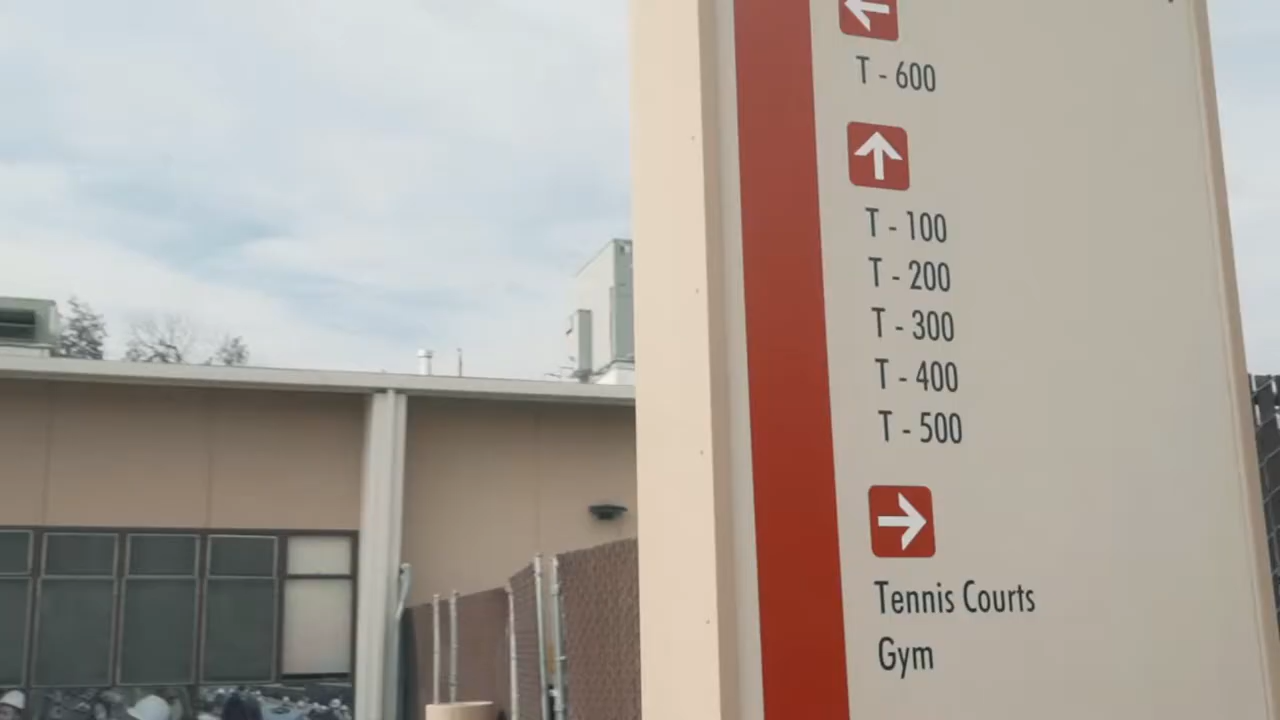 T - 600
T - 100
T - 200
T - 300
T - 400
T - 500
Tennis Courts
Gym